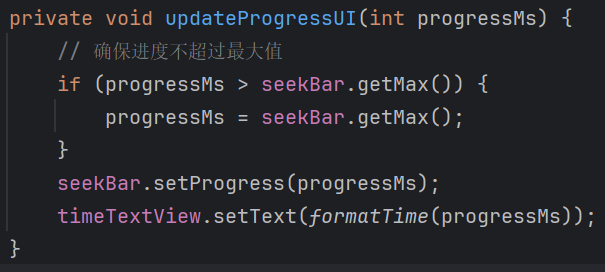 private void updateProgressUI(int progressMs) {
    // 确保进度不超过最大值
    if (progressMs > seekBar.getMax()) {
        progressMs = seekBar.getMax();
    }
    seekBar.setProgress(progressMs);
    timeTextView.setText(formatTime(progressMs));
}